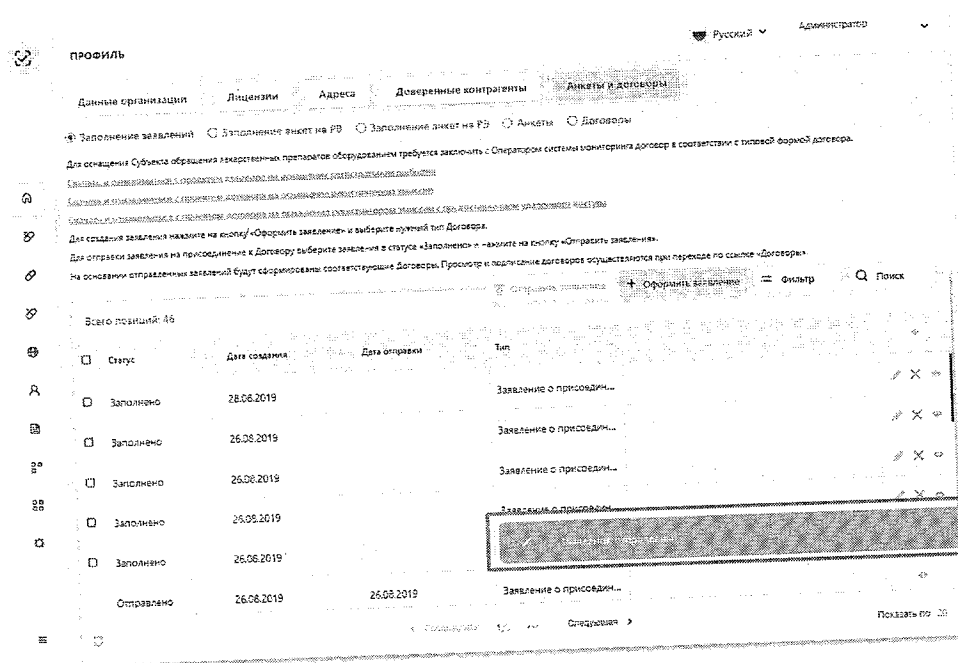 Русский
Администратор
ПРОФИЛЬ
Данные организации
Лицензии
Адреса
Доверенные контрагенты
Анкеты и договоры
Заполнение заявлений
Заполнение анкет на РВ
Заполнение анкет на РЭ
Анкеты
Договоры
Для оснащения Субъекта обращения лекарственных препаратов оборудованием требуется заключить с Оператором системы мониторинга договор в соответствии с типовой формой договора.
Для создания заявления нажмите на кнопку «Оформить заявление» и выберите нужный тип Договора.
Для отправки заявления на присоединение к Договору выберите заявления в статусе «Заполнено» и нажмите на кнопку «Отправить заявления».
На основании отправленных заявлений будут сформированы соответствующие Договоры. Просмотр и подписание договоров осуществляются при переходе по ссылке «Договоры».
+ Оформить заявление
Фильтр
Поиск
Всего позиций: 46
Статус Дата создания Дата отправки Тип
Заполнено 28.08.2019 Заявление о присоедин...
Заполнено 26.08.2019 Заявление о присоедин...
Заполнено 26.08.2019 Заявление о присоедин...
Заполнено 26.08.2019 Заявление о присоедин...
Заполнено 26.08.2019
Отправлено 26.08.2019 26.08.2019 Заявление о присоедин...
Следующая
Показать по 20